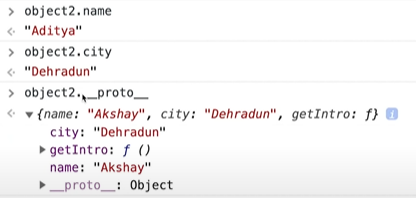 > object2.name
<· "Aditya"
> object2.city
<· "Dehradun"
> object2.__proto__
<· ▼{name: "Akshay", city: "Dehradun", getIntro: ƒ} i
city: "Dehradun"
▶getIntro: ƒ ()
name: "Akshay"
▶__proto__: Object